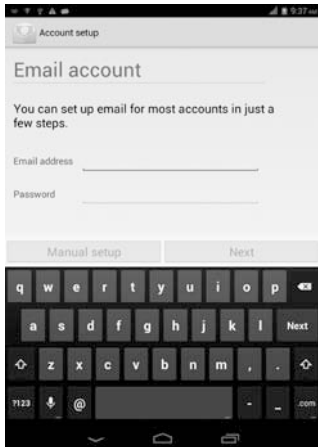 9:37 AM
Account setup
Email account
You can set up email for most accounts in just a
few steps.
Email address
Password
Manual setup Next
q w e r t y u i o p
a s d f g h j k l Next
z x c v b n m , .
?123 @ - _ .com